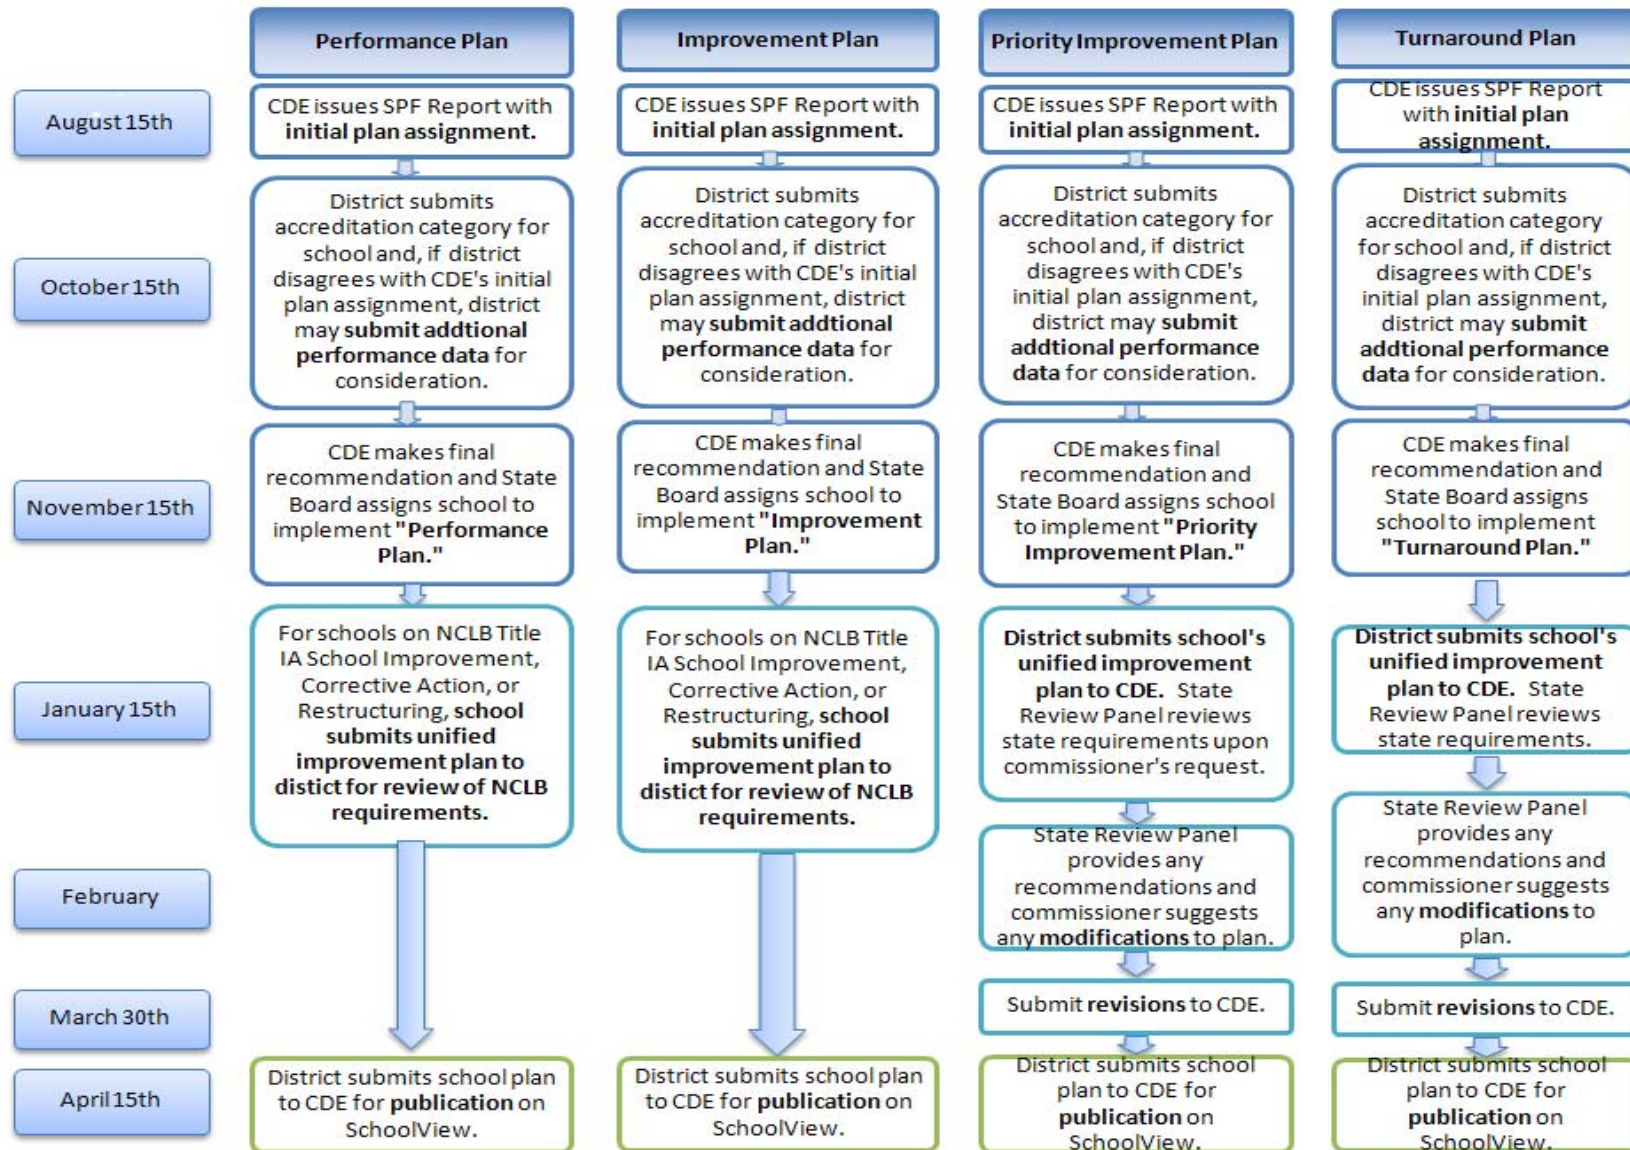 Performance Plan
Improvement Plan
Priority Improvement Plan
Turnaround Plan
August 15th
CDE issues SPF Report with
initial plan assignment.
CDE issues SPF Report with
initial plan assignment.
CDE issues SPF Report with
initial plan assignment.
CDE issues SPF Report
with initial plan
assignment.
October 15th
District submits
accreditation category for
school and, if district
disagrees with CDE's initial
plan assignment, district
may submit addtional
performance data for
consideration.
District submits
accreditation category for
school and, if district
disagrees with CDE's initial
plan assignment, district
may submit addtional
performance data for
consideration.
District submits
accreditation category for
school and, if district
disagrees with CDE's
initial plan assignment,
district may submit
addtional performance
data for consideration.
District submits
accreditation category
for school and, if
district disagrees with CDE's
initial plan assignment,
district may submit
addtional performance
data for consideration.
November 15th
CDE makes final
recommendation and State
Board assigns school to
implement "Performance
Plan."
CDE makes final
recommendation and State
Board assigns school to
implement "Improvement
Plan."
CDE makes final
recommendation and
State Board assigns school
to implement "Priority
Improvement Plan."
CDE makes final
recommendation and
State Board assigns
school to implement
"Turnaround Plan."
January 15th
For schools on NCLB Title
IA School Improvement,
Corrective Action, or
Restructuring, school
submits unified
improvement plan to
distict for review of NCLB
requirements.
For schools on NCLB Title
IA School Improvement,
Corrective Action, or
Restructuring, school
submits unified
improvement plan to
distict for review of NCLB
requirements.
District submits school's
unified improvement
plan to CDE. State
Review Panel reviews
state requirements upon
commissioner's request.
District submits school's
unified improvement
plan to CDE. State
Review Panel reviews
state requirements.
February
State Review Panel
provides any
recommendations and
commissioner suggests
any modifications to plan.
State Review Panel
provides any
recommendations and
commissioner suggests
any modifications to
plan.
March 30th
Submit revisions to CDE.
Submit revisions to CDE.
April 15th
District submits school plan
to CDE for publication on
SchoolView.
District submits school plan
to CDE for publication on
SchoolView.
District submits school
plan to CDE for
publication on
SchoolView.
District submits school
plan to CDE for
publication on
SchoolView.